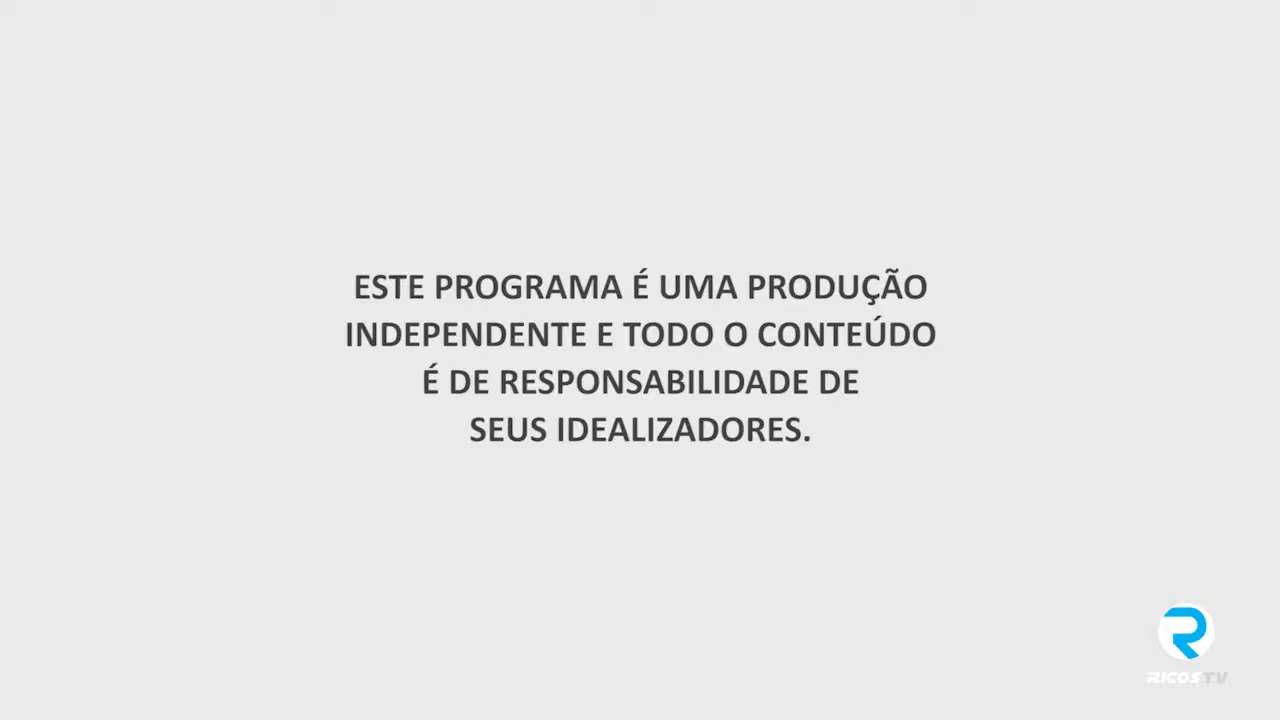 ESTE PROGRAMA É UMA PRODUÇÃO
INDEPENDENTE E TODO O CONTEÚDO
É DE RESPONSABILIDADE DE
SEUS IDEALIZADORES.
RICOS TV